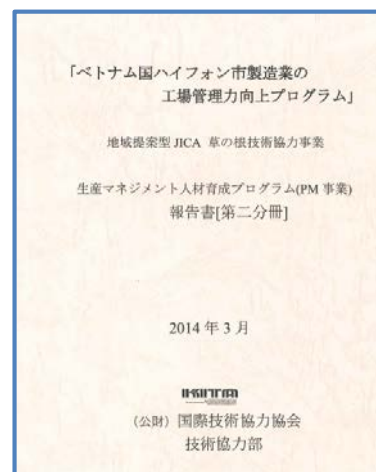 「ベトナム国ハイフォン市製造業の
工場管理力向上プログラム」
地域提案型 JICA 草の根技術協力事業
生産マネジメント人材育成プログラム(PM 事業)
報告書[第二分冊]
2014 年 3 月
(公財) 国際技術協力協会
技術協力部